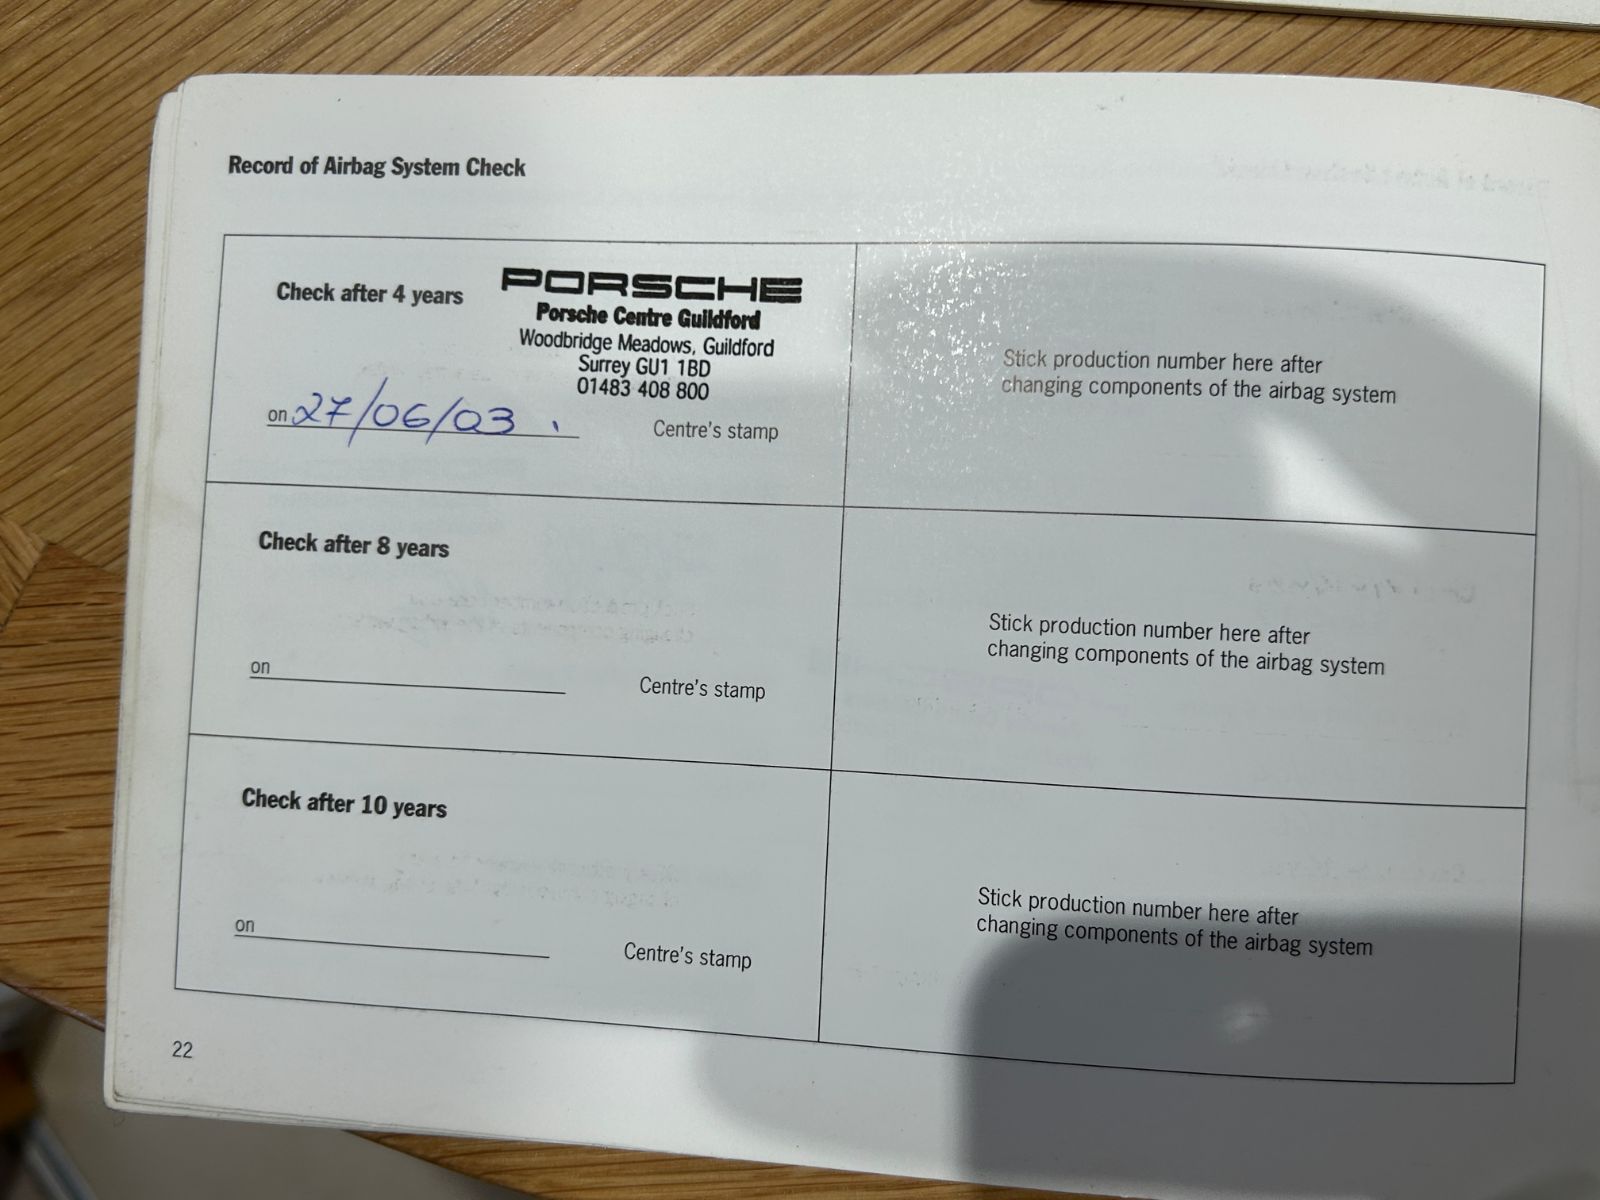 Record of Airbag System Check
Check after 4 years
PORSCHE
Porsche Centre Guildford
Woodbridge Meadows, Guildford
Surrey GU1 1BD
01483 408 800
on 27/06/03
Centre's stamp
Stick production number here after
changing components of the airbag system
Check after 8 years
on
Centre's stamp
Stick production number here after
changing components of the airbag system
Check after 10 years
on
Centre's stamp
Stick production number here after
changing components of the airbag system
22